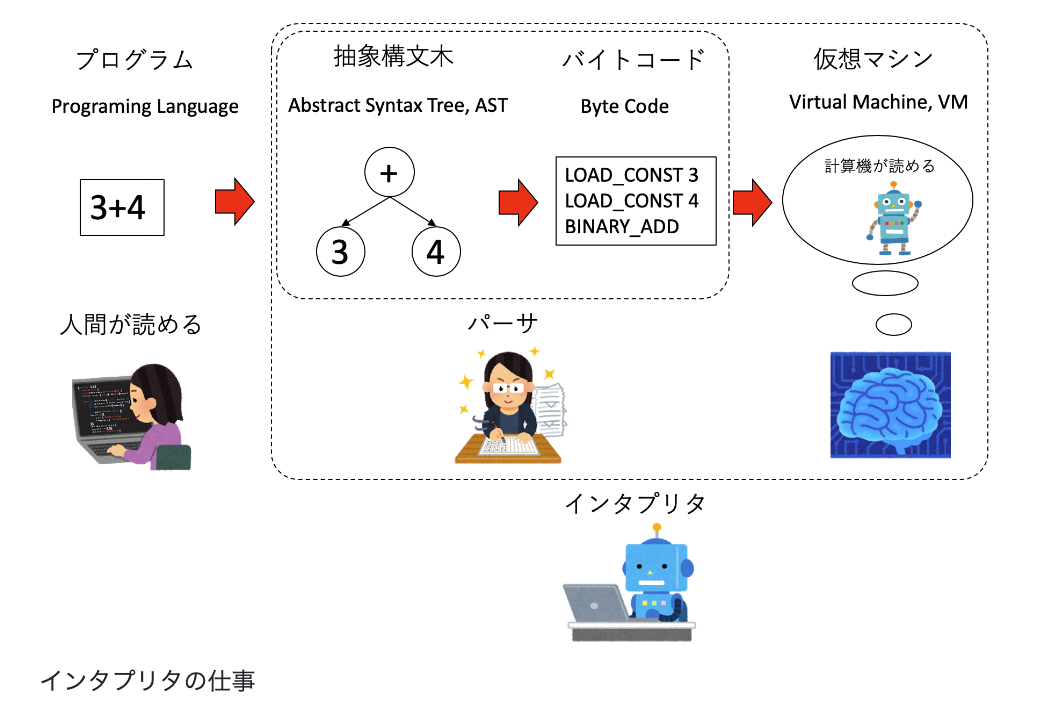 プログラム
Programing Language
3+4
人間が読める
抽象構文木
Abstract Syntax Tree, AST
+
3
4
バイトコード
Byte Code
LOAD_CONST 3
LOAD_CONST 4
BINARY_ADD
パーサ
仮想マシン
Virtual Machine, VM
計算機が読める
インタプリタ
インタプリタの仕事